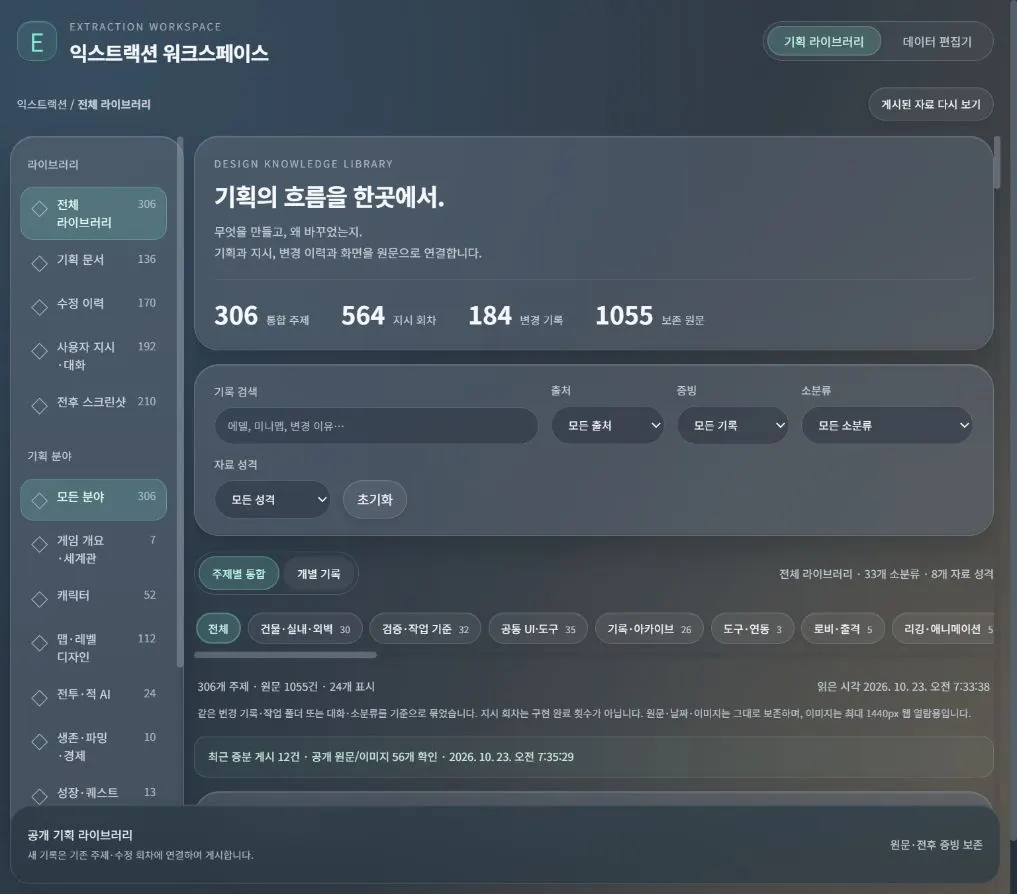 E
EXTRACTION WORKSPACE
익스트랙션 워크스페이스
기획 라이브러리
데이터 편집기
익스트랙션 / 전체 라이브러리
게시된 자료 다시 보기
라이브러리
전체
라이브러리
306
기획 문서 136
수정 이력 170
사용자 지시
·대화
192
전후 스크린샷 210
기획 분야
모든 분야 306
게임 개요
·세계관
7
캐릭터 52
맵·레벨
디자인
112
전투·적 AI 24
생존·파밍
·경제
10
성장·퀘스트 13
DESIGN KNOWLEDGE LIBRARY
기획의 흐름을 한곳에서.
무엇을 만들고, 왜 바꾸었는지.
기획과 지시, 변경 이력과 화면을 원문으로 연결합니다.
306 통합 주제
564 지시 회차
184 변경 기록
1055 보존 원문
기록 검색
에델, 미니맵, 변경 이유…
출처
모든 출처
증빙
모든 기록
소분류
모든 소분류
자료 성격
모든 성격
초기화
주제별 통합
개별 기록
전체 라이브러리 · 33개 소분류 · 8개 자료 성격
전체
건물·실내·외벽 30
검증·작업 기준 32
공통 UI·도구 35
기록·아카이브 26
도구·연동 3
로비·출격 5
리깅·애니메이션 5
306개 주제 · 원문 1055건 · 24개 표시
읽은 시각 2026. 10. 23. 오전 7:33:38
같은 변경 기록·작업 폴더 또는 대화·소분류를 기준으로 묶었습니다. 지시 회차는 구현 완료 횟수가 아닙니다. 원문·날짜·이미지는 그대로 보존하며, 이미지는 최대 1440px 웹 열람용입니다.
최근 증분 게시 12건 · 공개 원문/이미지 56개 확인 · 2026. 10. 23. 오전 7:35:29
공개 기획 라이브러리
새 기록은 기존 주제·수정 회차에 연결하여 게시합니다.
원문·전후 증빙 보존